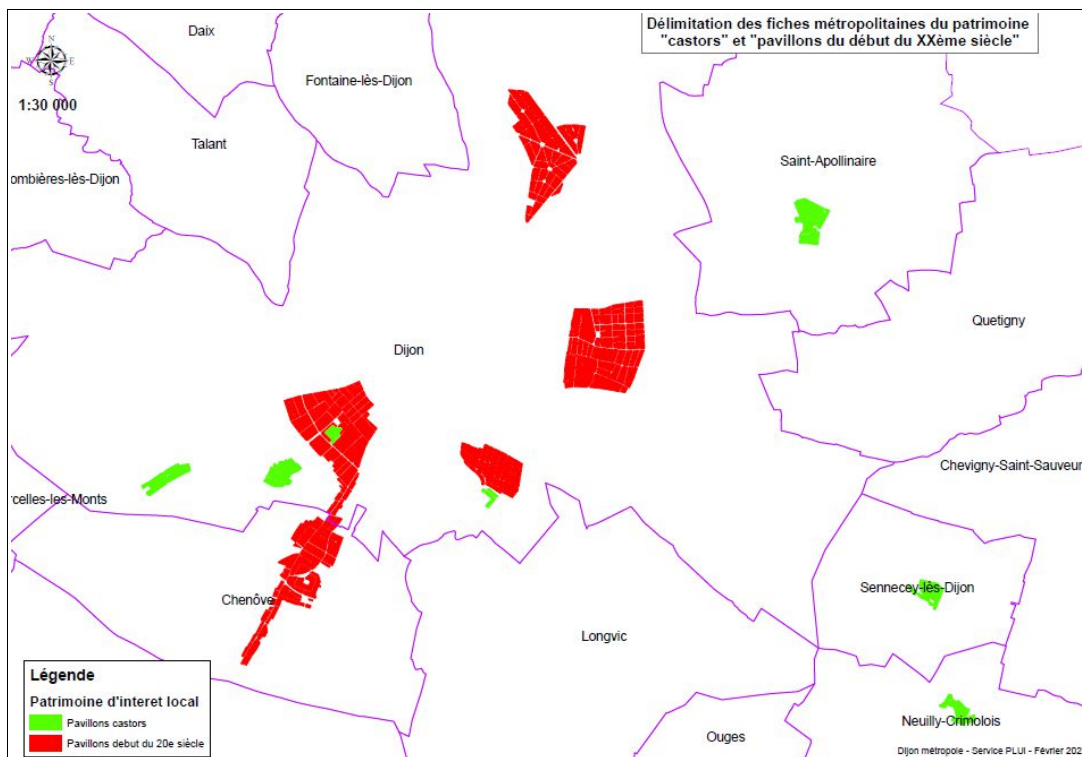 Délimitation des fiches métropolitaines du patrimoine
"castors" et "pavillons du début du XXème siècle"
N
W
E
S
1:30 000
Daix
Fontaine-lès-Dijon
Talant
ombières-lès-Dijon
Saint-Apollinaire
Quetigny
Dijon
Chevigny-Saint-Sauveur
rcelles-les-Monts
Sennecey-lès-Dijon
Chenôve
Longvic
Neuilly-Crimolois
Ouges
Légende
Patrimoine d'interet local
Pavillons castors
Pavillons debut du 20e siècle
Dijon métropole - Service PLUI - Février 202